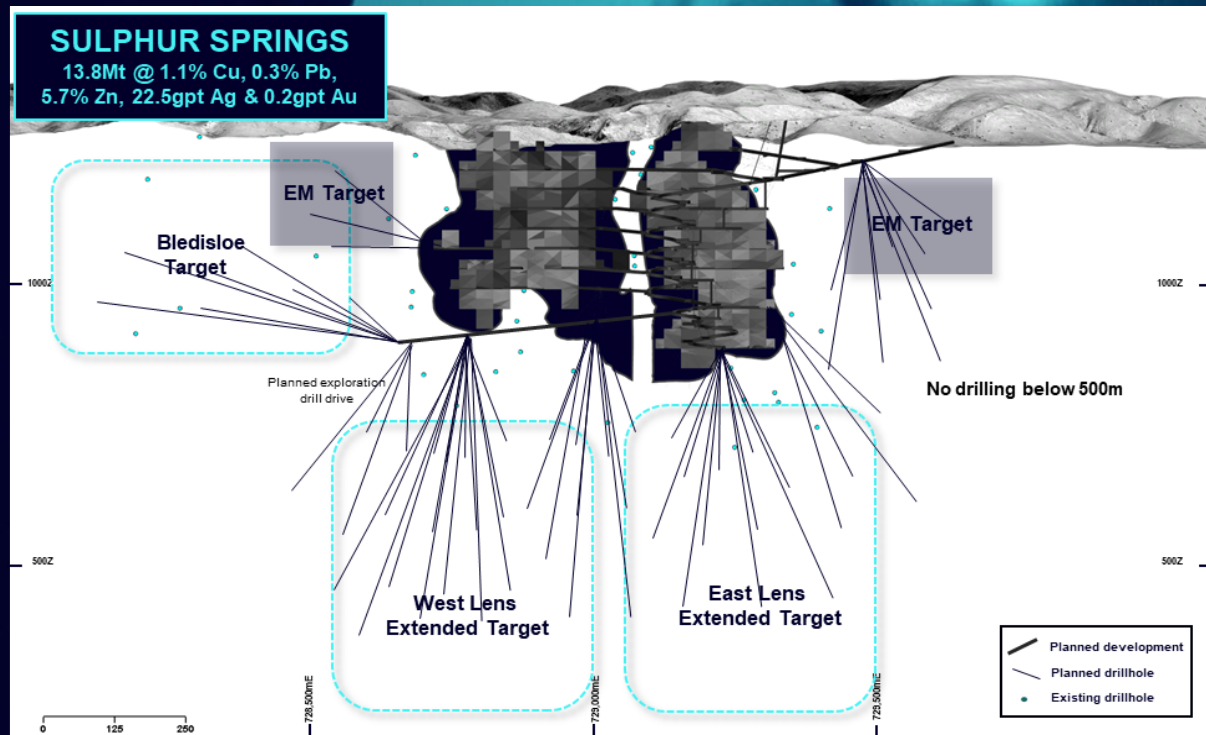 SULPHUR SPRINGS
13.8Mt @ 1.1% Cu, 0.3% Pb,
5.7% Zn, 22.5gpt Ag & 0.2gpt Au
EM Target
EM Target
Bledisloe
Target
1000Z
1000Z
Planned exploration
drill drive
No drilling below 500m
500Z
500Z
West Lens
Extended Target
East Lens
Extended Target
Planned development
Planned drillhole
Existing drillhole
728,500mE
729,000mE
729,500mE
0 125 250